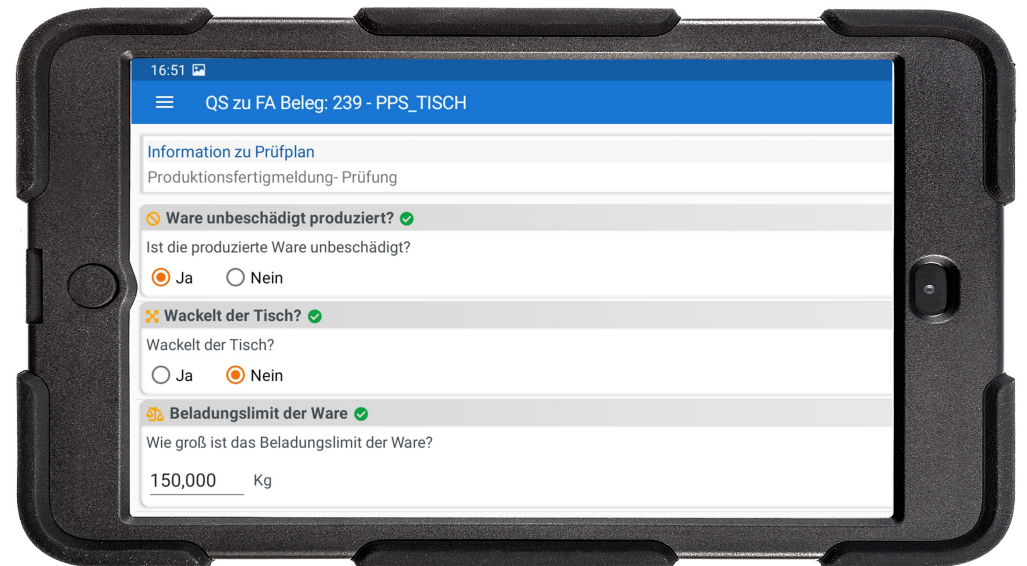 16:51
QS zu FA Beleg: 239 - PPS_TISCH
Information zu Prüfplan
Produktionsfertigmeldung- Prüfung
Ware unbeschädigt produziert?
Ist die produzierte Ware unbeschädigt?
Ja Nein
Wackelt der Tisch?
Wackelt der Tisch?
Ja Nein
Beladungslimit der Ware
Wie groß ist das Beladungslimit der Ware?
150,000 Kg